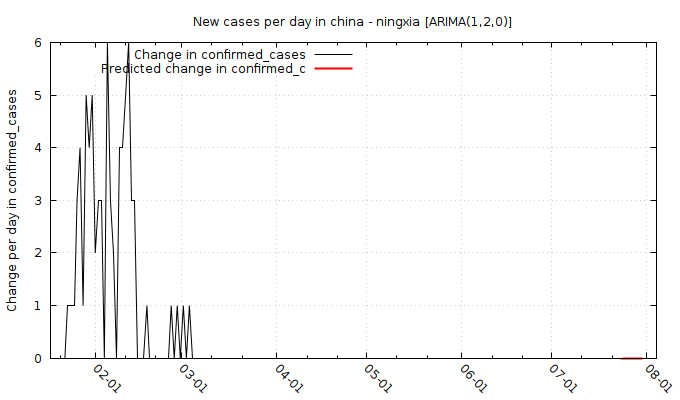 New cases per day in china - ningxia [ARIMA(1,2,0)]
Change in confirmed_cases
Predicted change in confirmed_c
Change per day in confirmed_cases
6
5
4
3
2
1
0
02-01 03-01 04-01 05-01 06-01 07-01 08-01